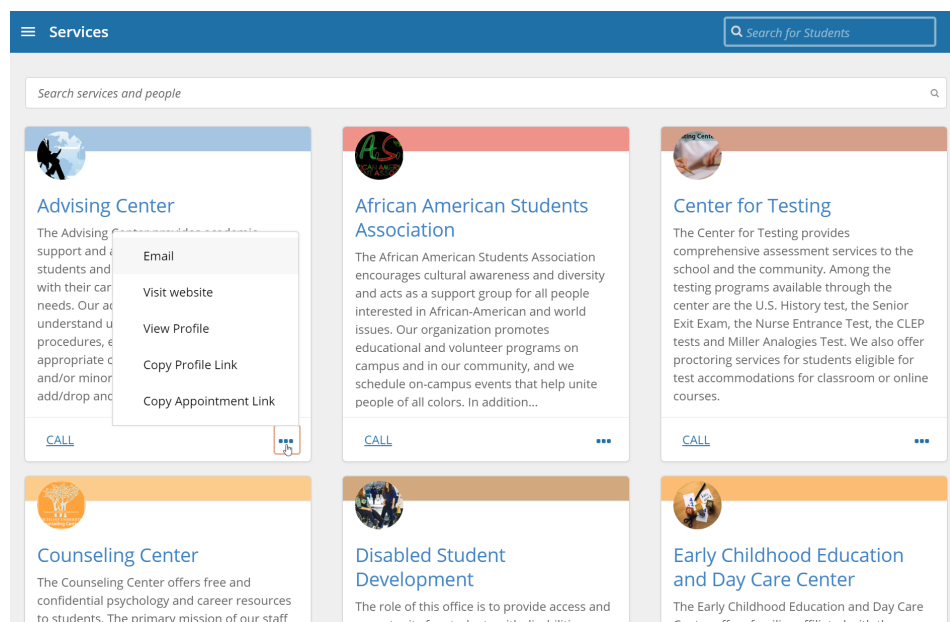 Services
Search for Students
Search services and people
Advising Center
The Advising
support and
students and
with their car
needs. Our
understand u
procedures, e
appropriate c
and/or minor
add/drop and
Email
Visit website
View Profile
Copy Profile Link
Copy Appointment Link
CALL
African American Students
Association
The African American Students Association
encourages cultural awareness and diversity
and acts as a support group for all people
interested in African-American and world
issues. Our organization promotes
educational and volunteer programs on
campus and in our community, and we
schedule on-campus events that help unite
people of all colors. In addition...
CALL
Center for Testing
The Center for Testing provides
comprehensive assessment services to the
school and the community. Among the
testing programs available through the
center are the U.S. History test, the Senior
Exit Exam, the Nurse Entrance Test, the CLEP
tests and Miller Analogies Test. We also offer
proctoring services for students eligible for
test accommodations for classroom or online
courses.
CALL
Counseling Center
The Counseling Center offers free and
confidential psychology and career resources
to students. The primary mission of our staff
Disabled Student
Development
The role of this office is to provide access and
Early Childhood Education
and Day Care Center
The Early Childhood Education and Day Care